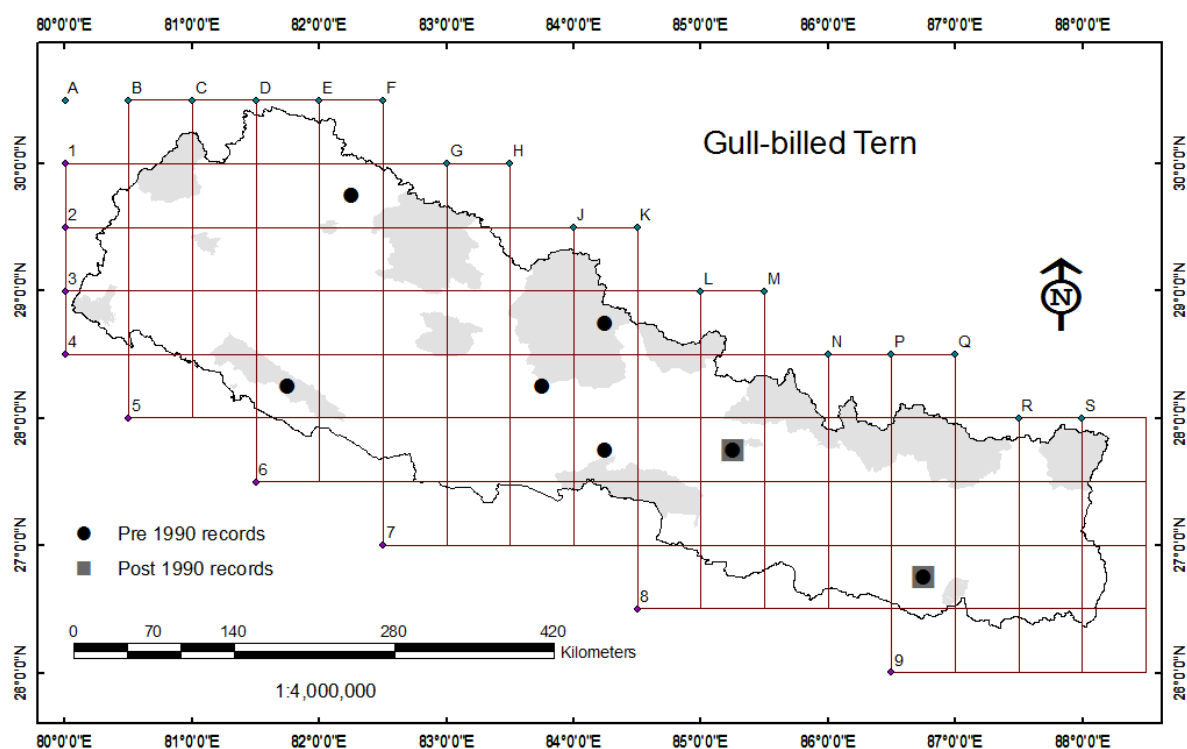 80°0'0"E 81°0'0"E 82°0'0"E 83°0'0"E 84°0'0"E 85°0'0"E 86°0'0"E 87°0'0"E 88°0'0"E
A B C D E F
Gull-billed Tern
1 G H
30°0'0"N 30°0'0"N
2 J K
3 L M
29°0'0"N 29°0'0"N
N
4 N P Q
5 R S
28°0'0"N 28°0'0"N
6
Pre 1990 records
7
27°0'0"N 27°0'0"N
Post 1990 records
8
0 70 140 280 420
Kilometers
9
26°0'0"N 26°0'0"N
1:4,000,000
80°0'0"E 81°0'0"E 82°0'0"E 83°0'0"E 84°0'0"E 85°0'0"E 86°0'0"E 87°0'0"E 88°0'0"E